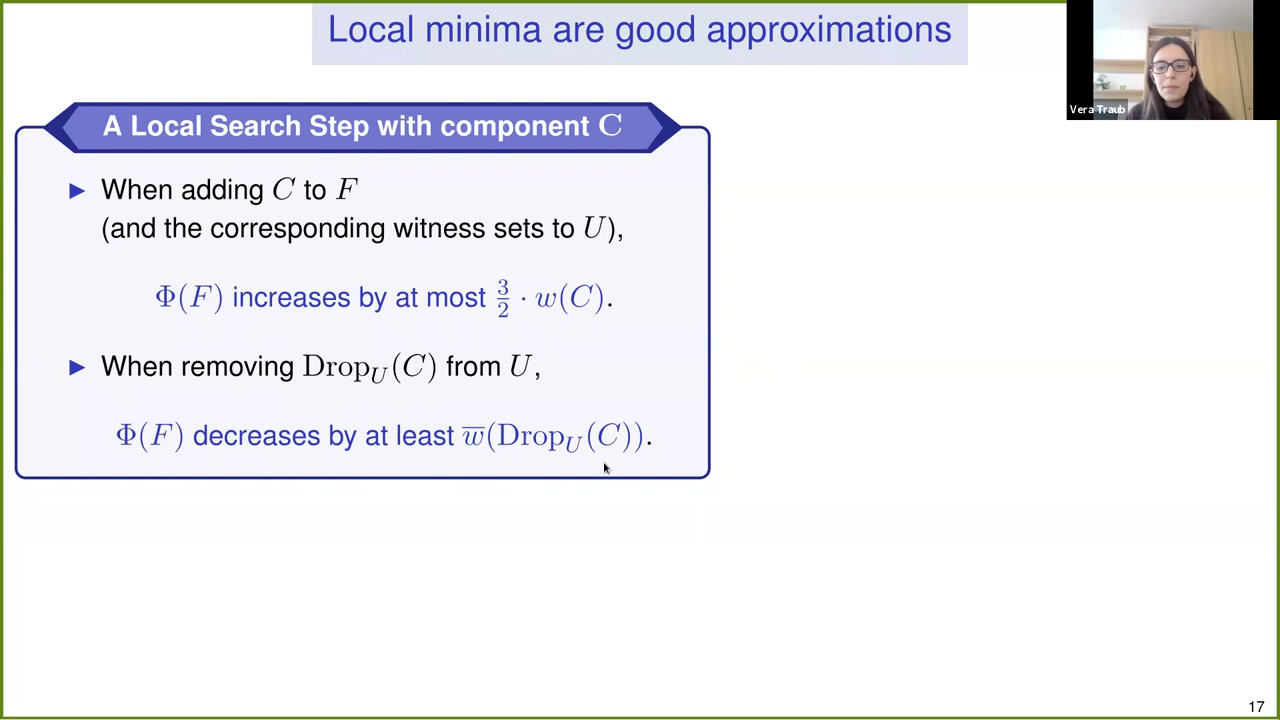 Local minima are good approximations
Vera Traub
A Local Search Step with component C
▶ When adding C to F
(and the corresponding witness sets to U),
Φ(F) increases by at most 3/2 · w(C).
▶ When removing Drop_U(C) from U,
Φ(F) decreases by at least w̅(Drop_U(C)).
17